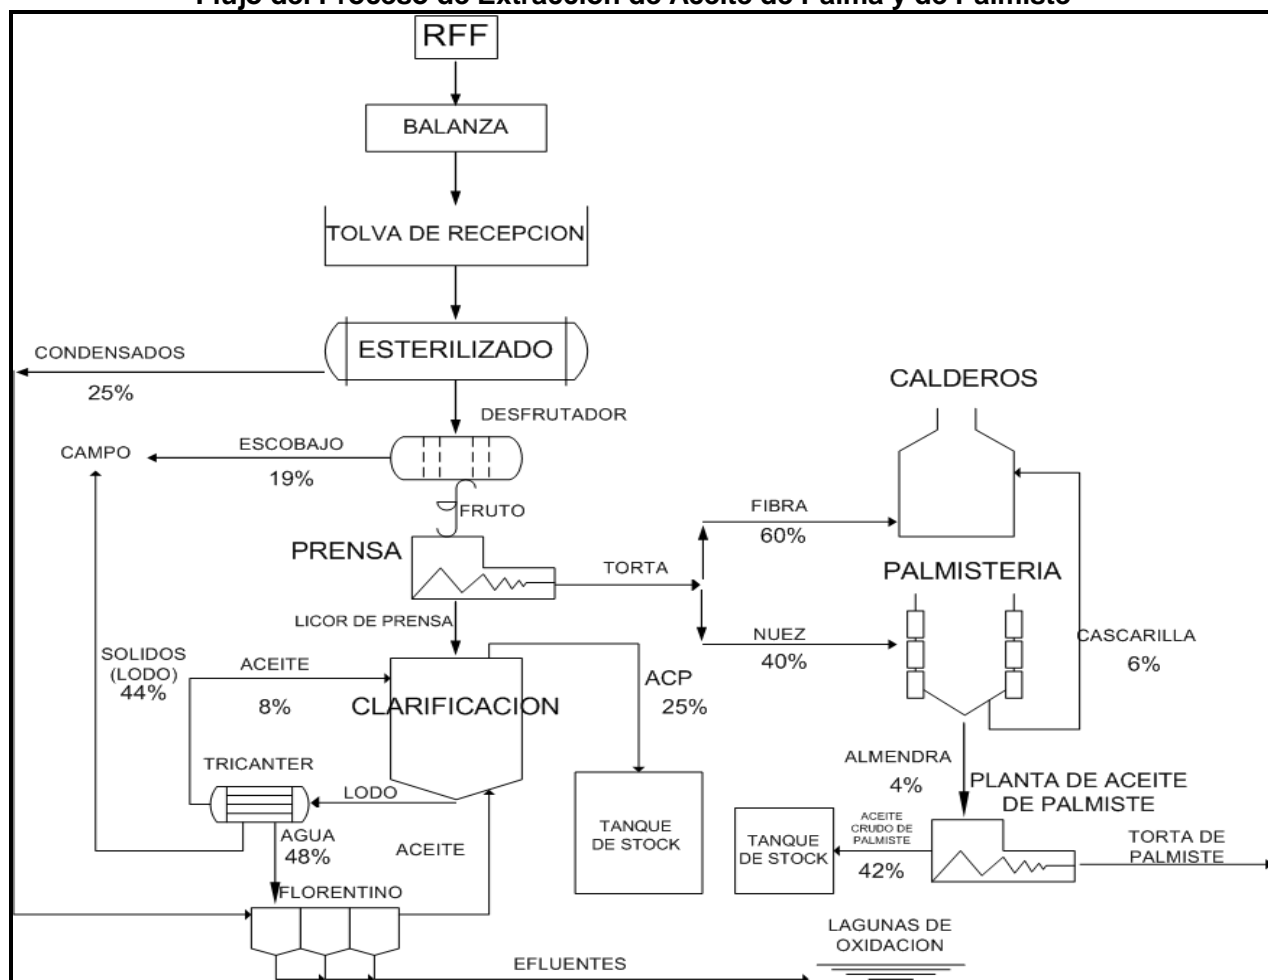 Flujo del Proceso de Extracción de Aceite de Palma y de Palmiste
RFF
BALANZA
TOLVA DE RECEPCION
ESTERILIZADO
CONDENSADOS
25%
CALDEROS
DESFRUTADOR
ESCOBAJO
CAMPO
19%
FRUTO
FIBRA
60%
PRENSA
TORTA
PALMISTERIA
LICOR DE PRENSA
NUEZ
40%
CASCARILLA
6%
SOLIDOS
(LODO)
44%
ACEITE
8%
CLARIFICACION
ACP
25%
ALMENDRA
4%
TRICANTER
LODO
PLANTA DE ACEITE
DE PALMISTE
AGUA
48%
ACEITE
TANQUE
DE STOCK
TANQUE
DE STOCK
ACEITE
CRUDO DE
PALMISTE
42%
TORTA DE
PALMISTE
FLORENTINO
LAGUNAS DE
OXIDACION
EFLUENTES